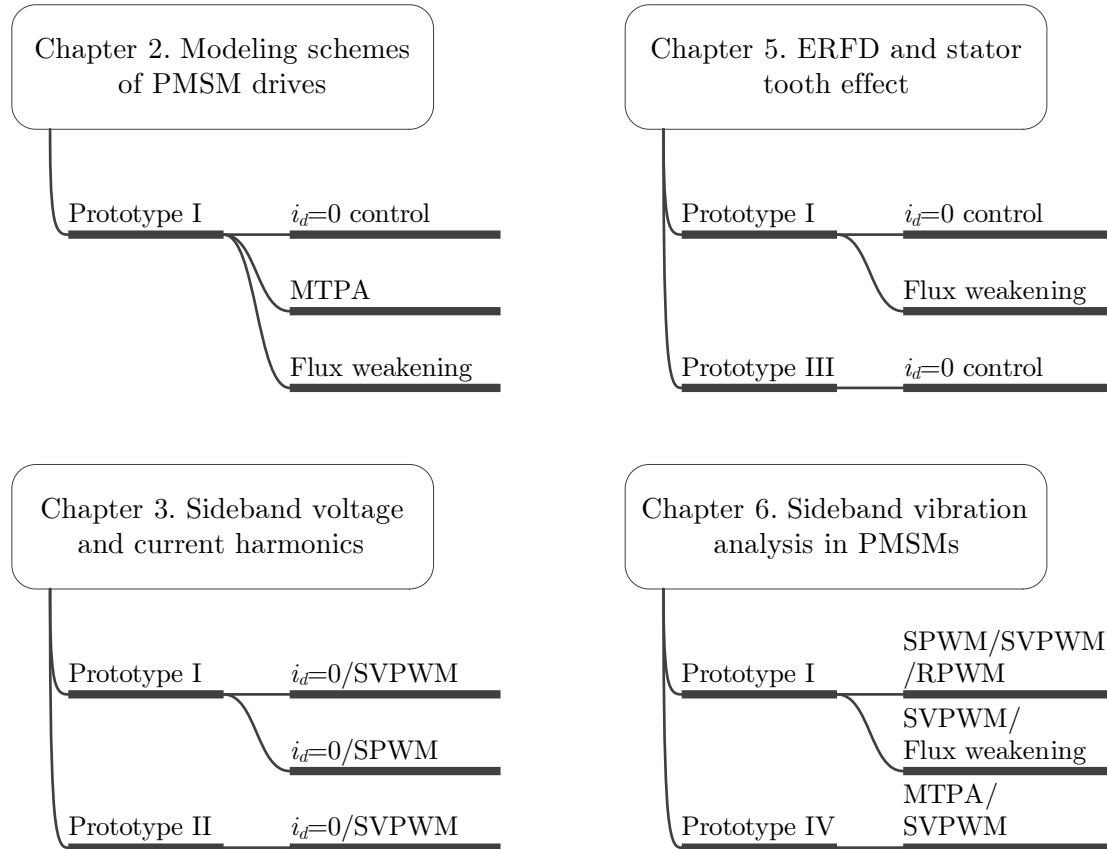 Chapter 2. Modeling schemes
of PMSM drives
Prototype I
i_d=0 control
MTPA
Flux weakening
Chapter 5. ERFD and stator
tooth effect
Prototype I
i_d=0 control
Flux weakening
Prototype III
i_d=0 control
Chapter 3. Sideband voltage
and current harmonics
Prototype I
i_d=0/SVPWM
i_d=0/SPWM
Prototype II
i_d=0/SVPWM
Chapter 6. Sideband vibration
analysis in PMSMs
Prototype I
SPWM/SVPWM
/RPWM
SVPWM/
Flux weakening
Prototype IV
MTPA/
SVPWM